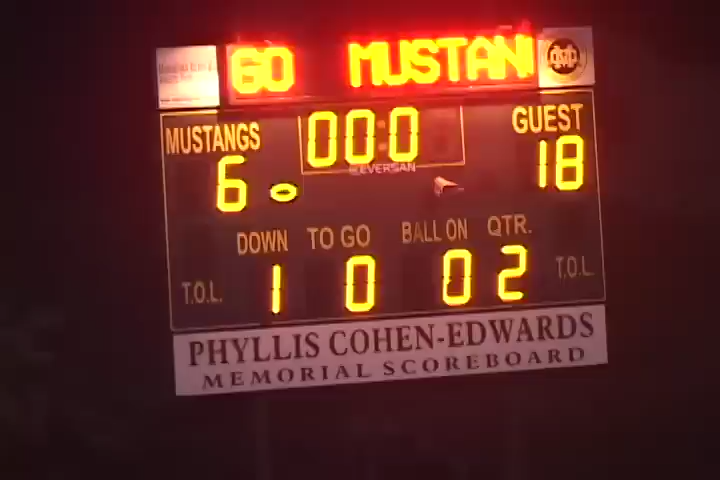 GO MUSTAN
MUSTANGS 00:0 GUEST
EVERSAN
6 18
DOWN TO GO BALL ON QTR.
T.O.L. 1 0 0 2 T.O.L.
PHYLLIS COHEN-EDWARDS
MEMORIAL SCOREBOARD